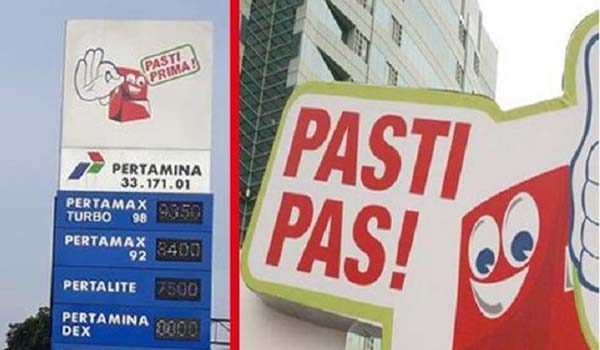 PASTI
PRIMA!
PERTAMINA
33.171.01
PERTAMAX
TURBO 98 9350
PERTAMAX
92 8400
PERTALITE 7500
PERTAMINA
DEX
PASTI
PAS!